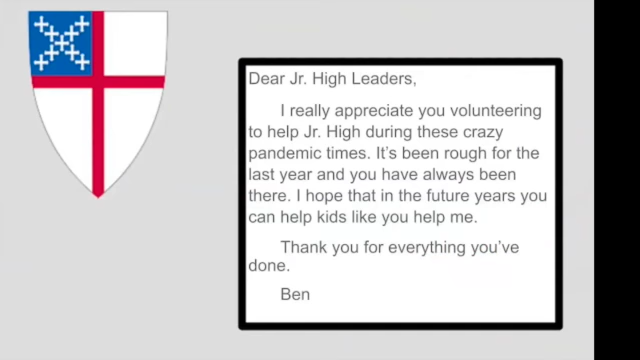 Dear Jr. High Leaders,
I really appreciate you volunteering
to help Jr. High during these crazy
pandemic times. It's been rough for the
last year and you have always been
there. I hope that in the future years you
can help kids like you help me.
Thank you for everything you've
done.
Ben